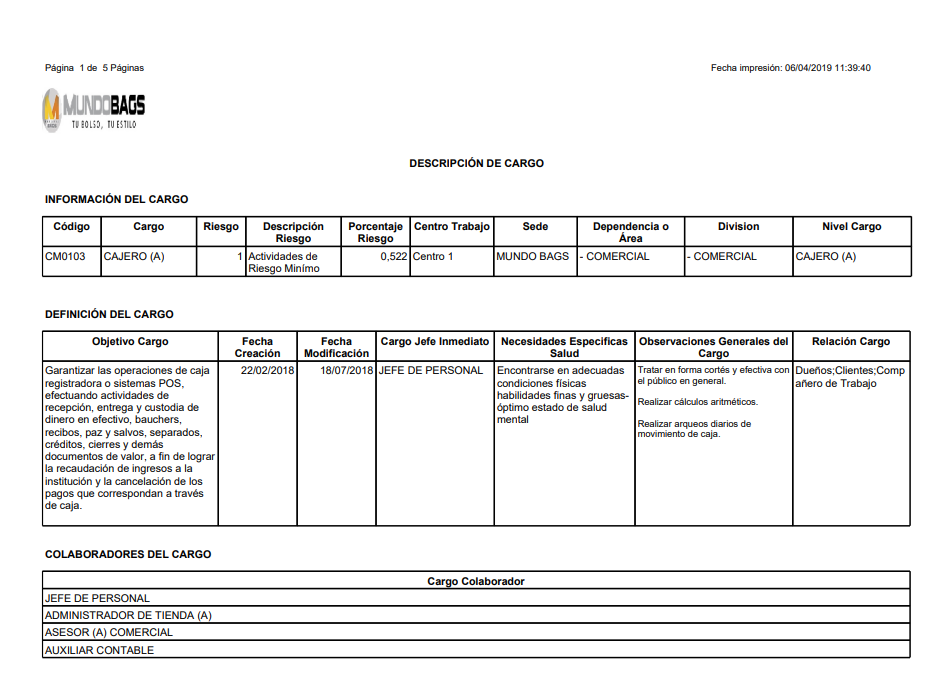 Página 1 de 5 Páginas
Fecha impresión: 06/04/2019 11:39:40
MUNDOBAGS
TU BOLSO, TU ESTILO
DESCRIPCIÓN DE CARGO
INFORMACIÓN DEL CARGO
Código Cargo Riesgo Descripción Riesgo Porcentaje Riesgo Centro Trabajo Sede Dependencia o Área Division Nivel Cargo
CM0103 CAJERO (A) 1 Actividades de Riesgo Minímo 0,522 Centro 1 MUNDO BAGS - COMERCIAL - COMERCIAL CAJERO (A)
DEFINICIÓN DEL CARGO
Objetivo Cargo
Fecha
Creación
Fecha
Modificación
Cargo Jefe Inmediato
Necesidades Especificas
Salud
Observaciones Generales del
Cargo
Relación Cargo
Garantizar las operaciones de caja
registradora o sistemas POS,
efectuando actividades de
recepción, entrega y custodia de
dinero en efectivo, bauchers,
recibos, paz y salvos, separados,
créditos, cierres y demás
documentos de valor, a fin de lograr
la recaudación de ingresos a la
institución y la cancelación de los
pagos que correspondan a través
de caja.
22/02/2018
18/07/2018
JEFE DE PERSONAL
Encontrarse en adecuadas
condiciones físicas
habilidades finas y gruesas-
óptimo estado de salud
mental
Tratar en forma cortés y efectiva con
el público en general.
Realizar cálculos aritméticos.
Realizar arqueos diarios de
movimiento de caja.
Dueños;Clientes;Comp
añero de Trabajo
COLABORADORES DEL CARGO
Cargo Colaborador
JEFE DE PERSONAL
ADMINISTRADOR DE TIENDA (A)
ASESOR (A) COMERCIAL
AUXILIAR CONTABLE